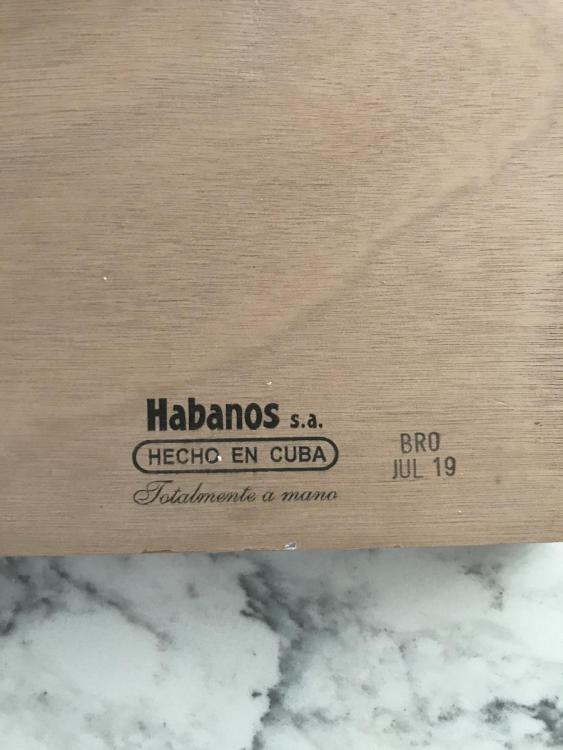 Habanos s.a.
HECHO EN CUBA
Totalmente a mano
BRO
JUL 19